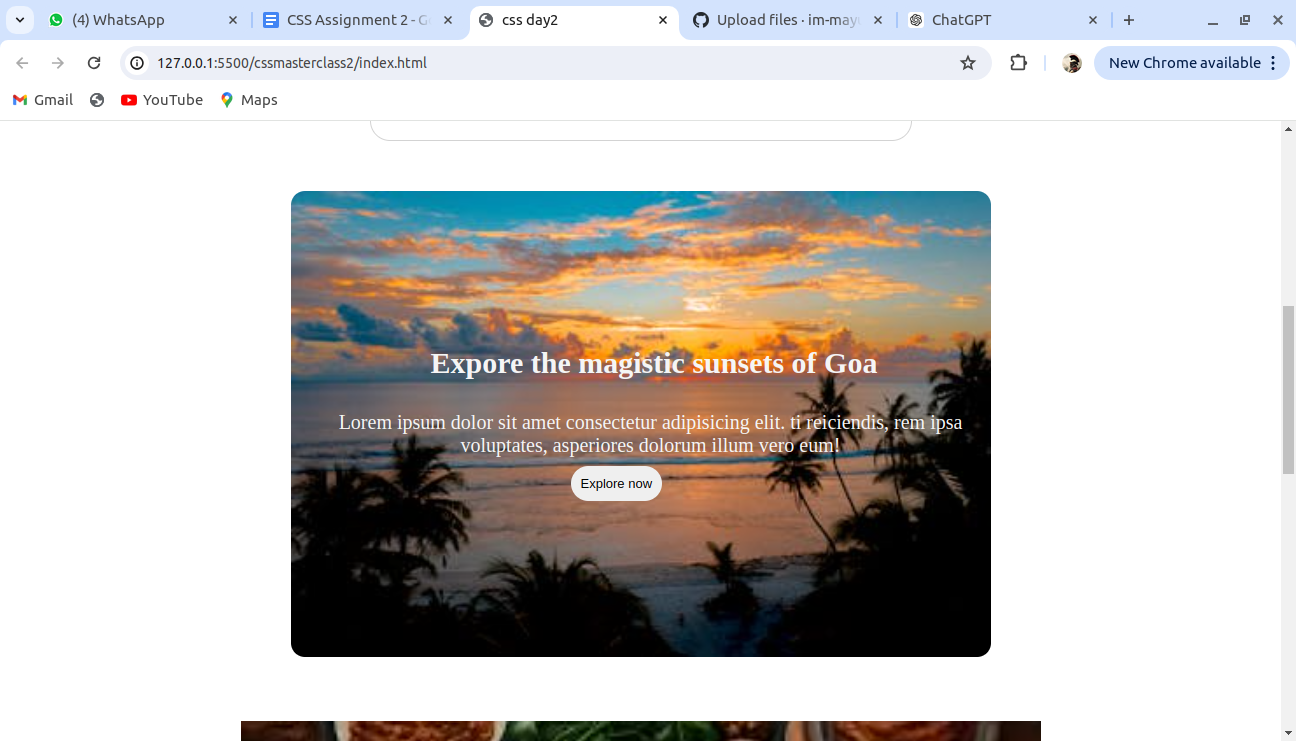 (4) WhatsApp
CSS Assignment 2 - G
css day2
Upload files · im-may
ChatGPT
127.0.0.1:5500/cssmasterclass2/index.html
New Chrome available
Gmail
YouTube
Maps
Expore the magistic sunsets of Goa
Lorem ipsum dolor sit amet consectetur adipisicing elit. ti reiciendis, rem ipsa
voluptates, asperiores dolorum illum vero eum!
Explore now